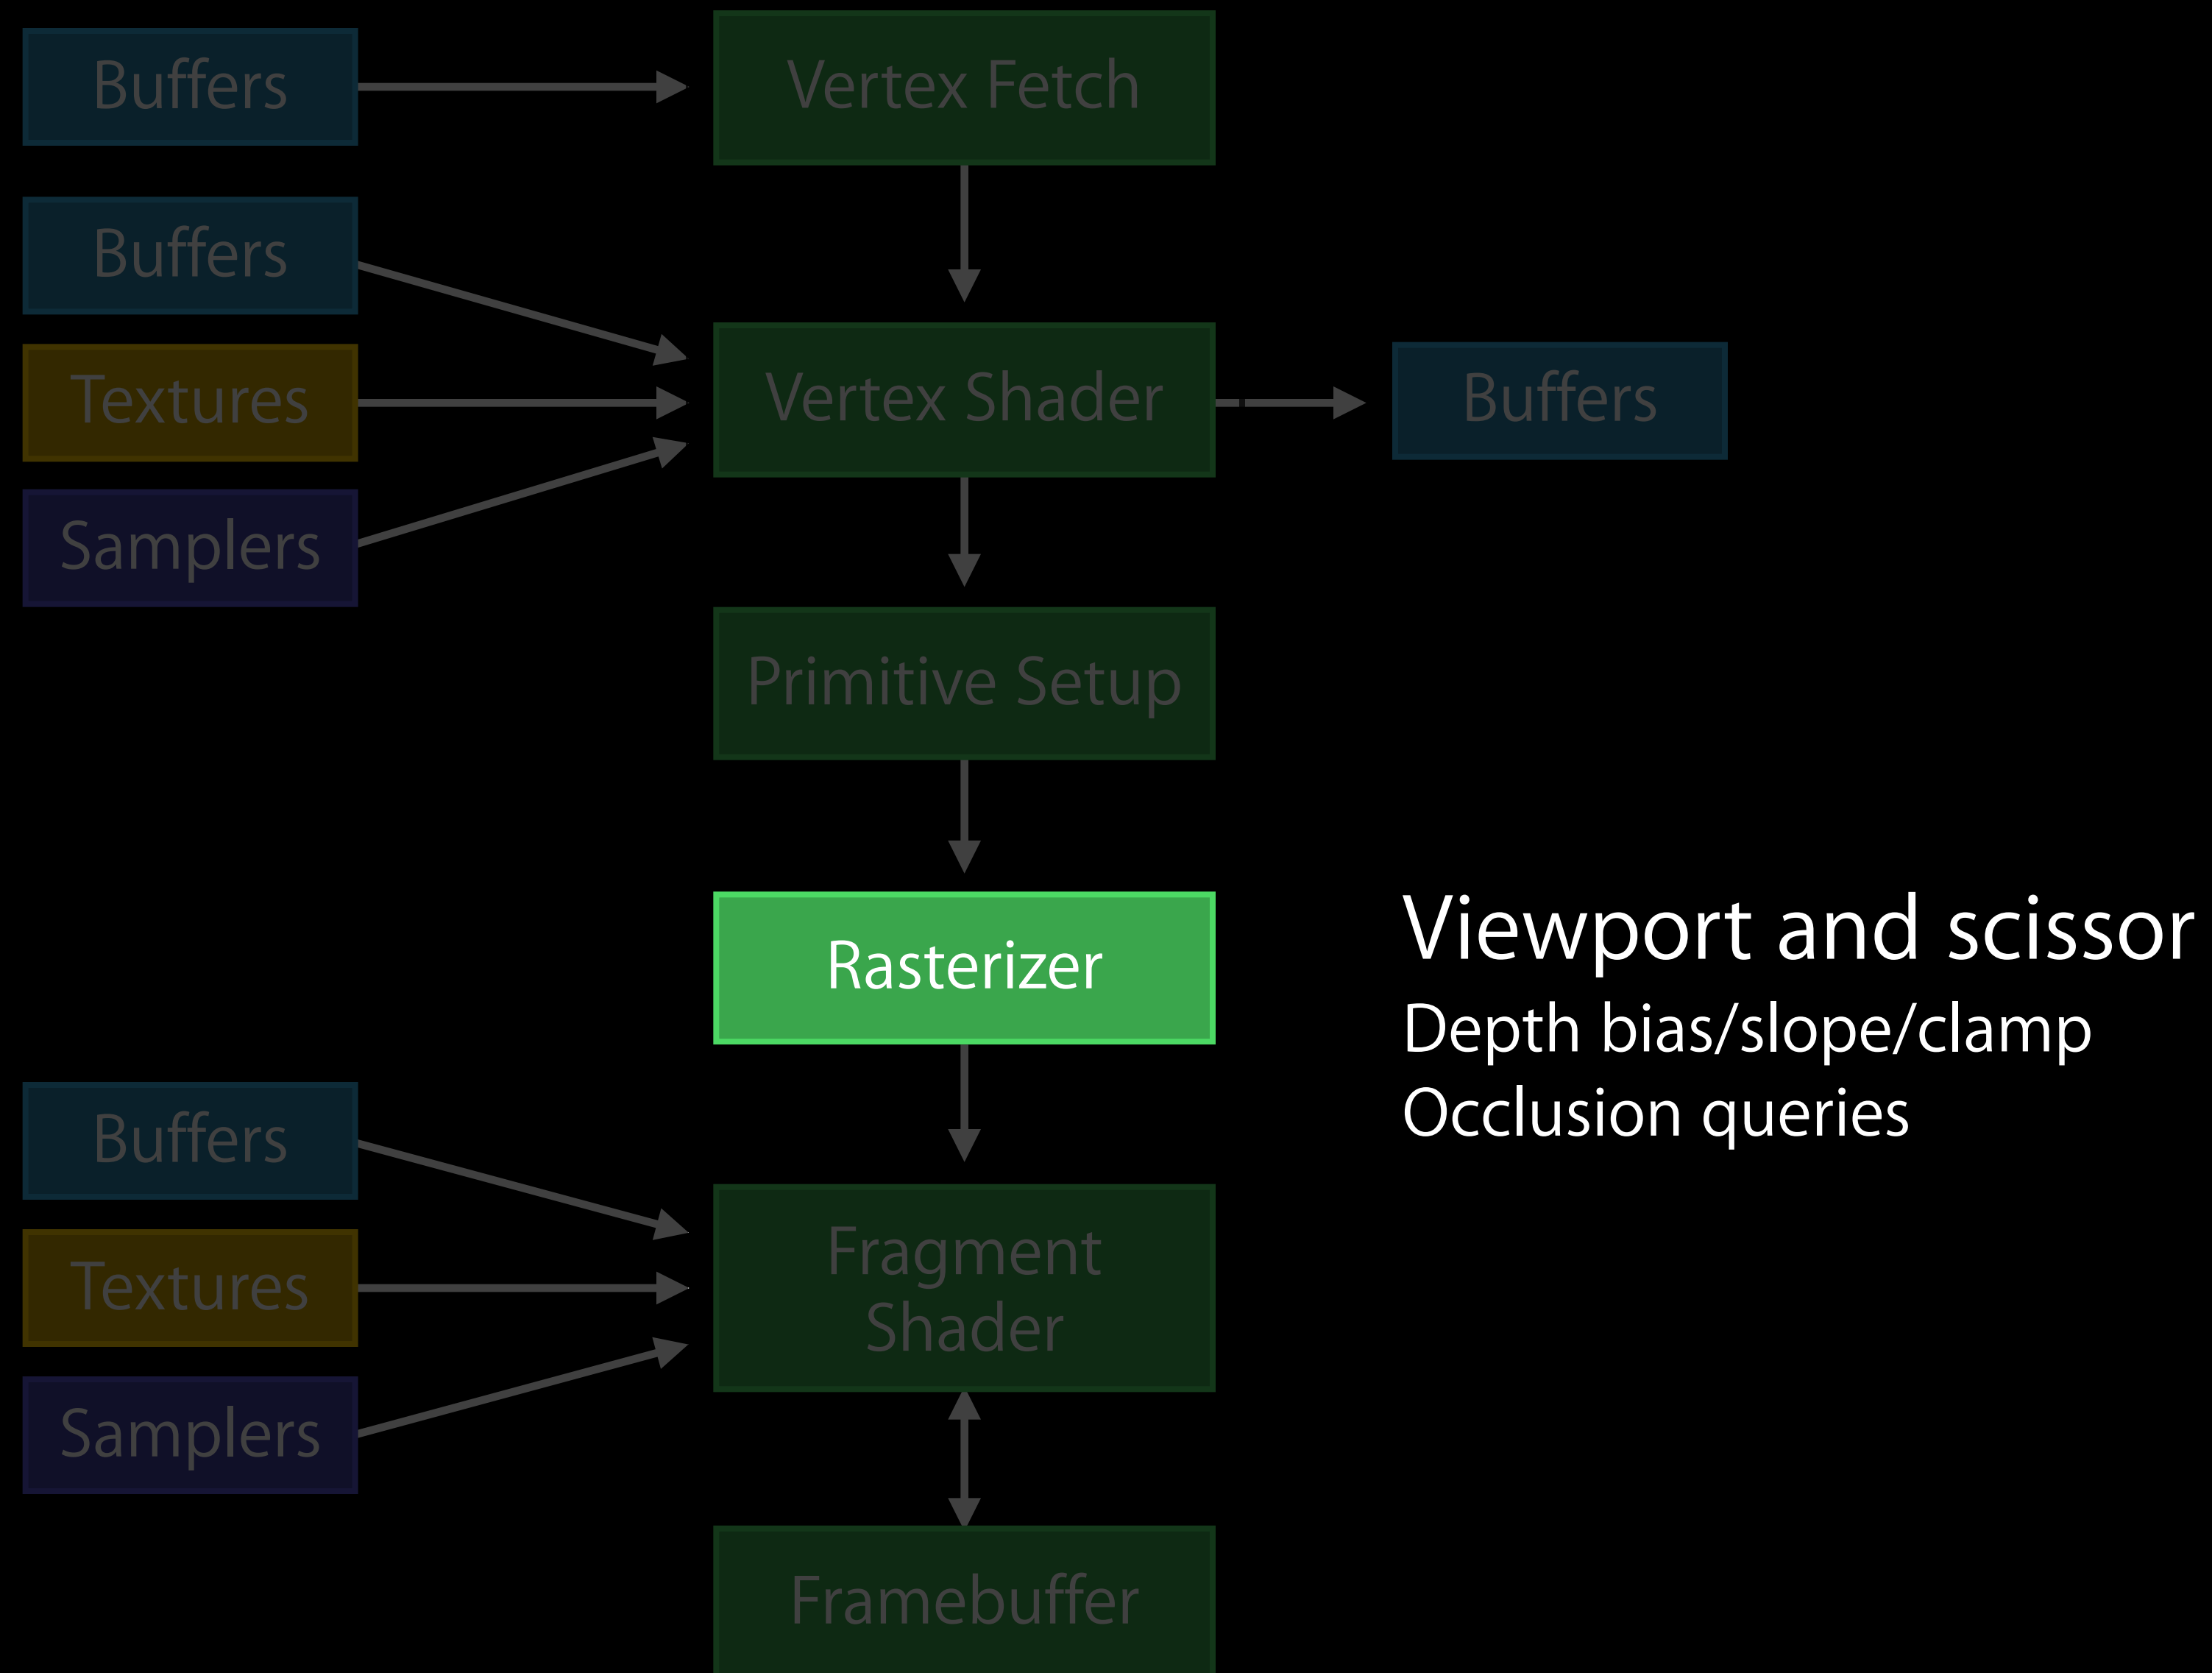 Buffers
Vertex Fetch
Buffers
Textures
Vertex Shader
Buffers
Samplers
Primitive Setup
Rasterizer
Viewport and scissor
Depth bias/slope/clamp
Occlusion queries
Buffers
Textures
Fragment
Shader
Samplers
Framebuffer